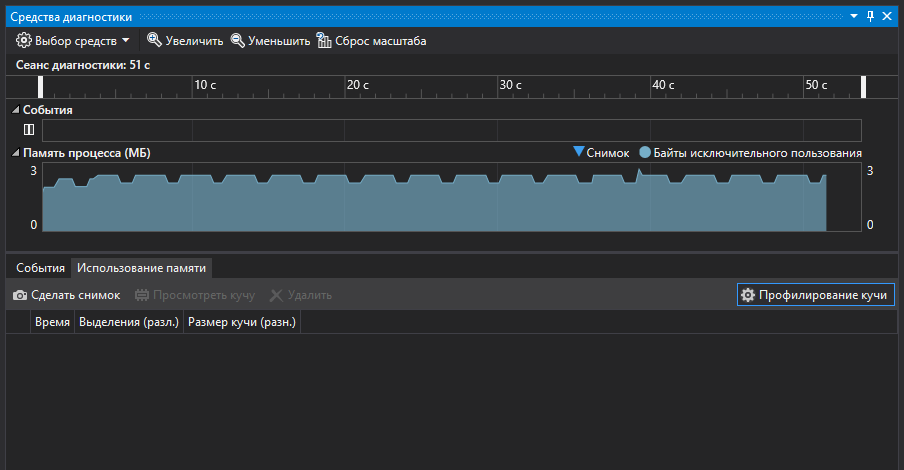 Средства диагностики
Выбор средств Увеличить Уменьшить Сброс масштаба
Сеанс диагностики: 51 с
10 с 20 с 30 с 40 с 50 с
События
Память процесса (МБ) Снимок Байты исключительного пользования
3 3
0 0
События Использование памяти
Сделать снимок Просмотреть кучу Удалить Профилирование кучи
Время Выделения (разл.) Размер кучи (разн.)